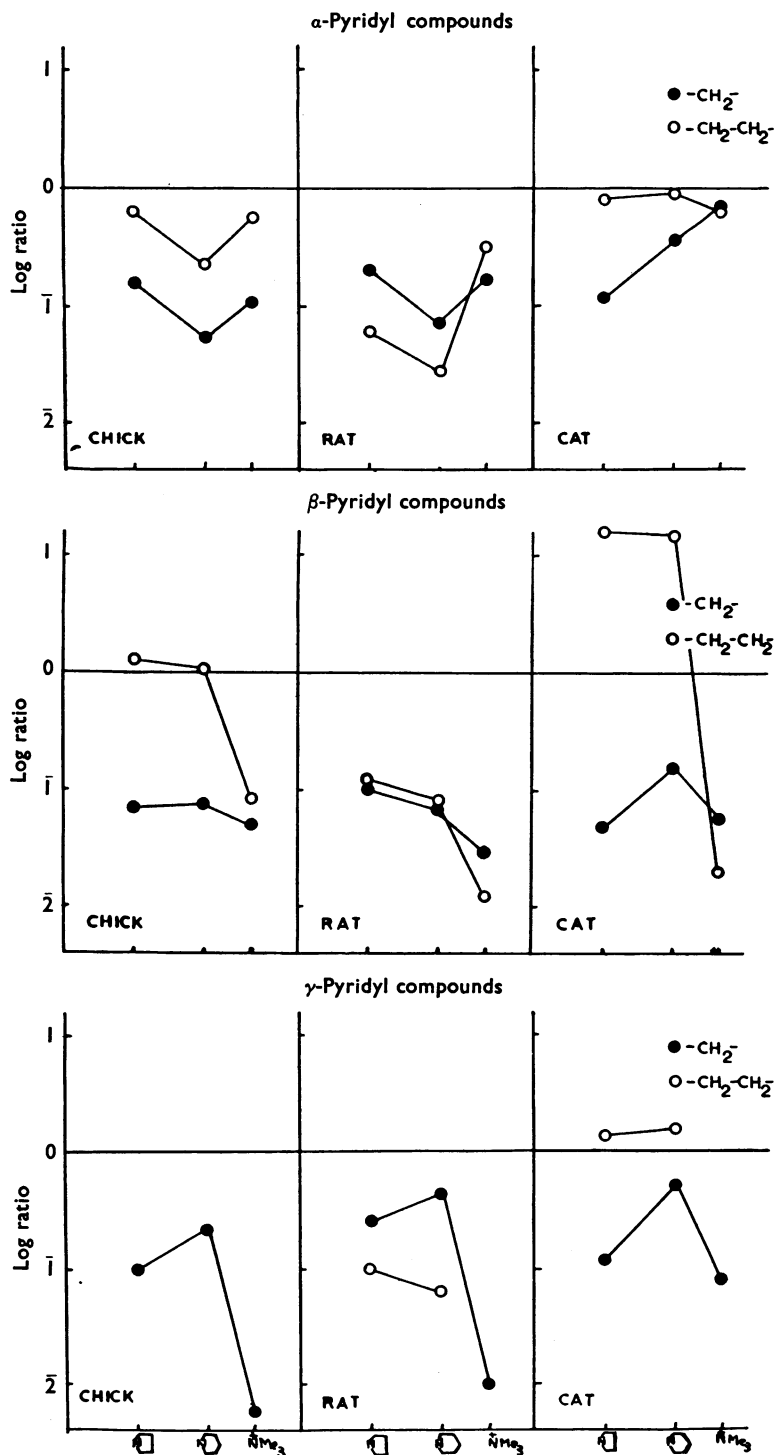 α-Pyridyl compounds
1
● -CH2-
○ -CH2-CH2-
0
Log ratio
1̄
2̄
CHICK
RAT
CAT
β-Pyridyl compounds
1
● -CH2-
○ -CH2-CH2-
0
Log ratio
1̄
2̄
CHICK
RAT
CAT
γ-Pyridyl compounds
1
● -CH2-
○ -CH2-CH2-
0
Log ratio
1̄
2̄
CHICK
RAT
CAT
N N N̊Me3 N N N̊Me3 N N N̊Me3